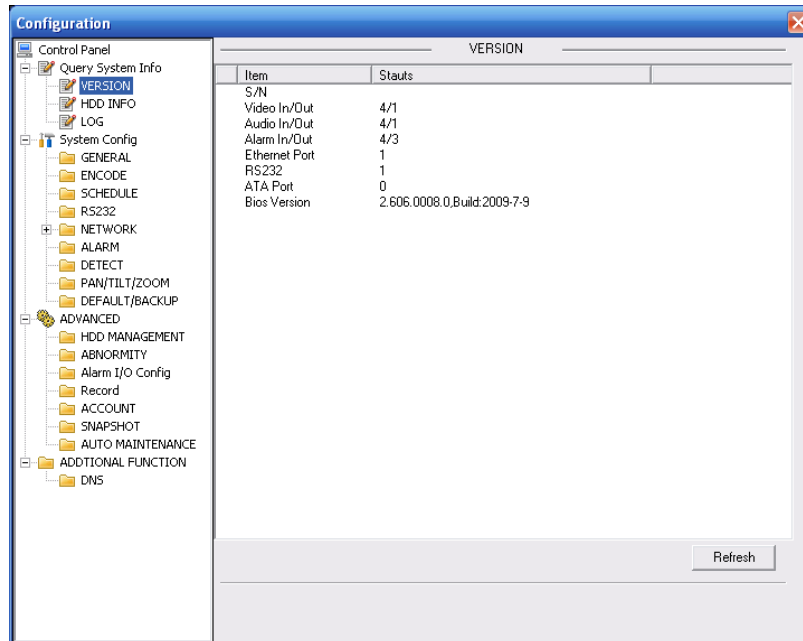 Configuration
Control Panel
Query System Info
VERSION
HDD INFO
LOG
System Config
GENERAL
ENCODE
SCHEDULE
RS232
NETWORK
ALARM
DETECT
PAN/TILT/ZOOM
DEFAULT/BACKUP
ADVANCED
HDD MANAGEMENT
ABNORMITY
Alarm I/O Config
Record
ACCOUNT
SNAPSHOT
AUTO MAINTENANCE
ADDTIONAL FUNCTION
DNS
VERSION
Item Stauts
S/N
Video In/Out 4/1
Audio In/Out 4/1
Alarm In/Out 4/3
Ethernet Port 1
RS232 1
ATA Port 0
Bios Version 2.606.0008.0,Build:2009-7-9
Refresh